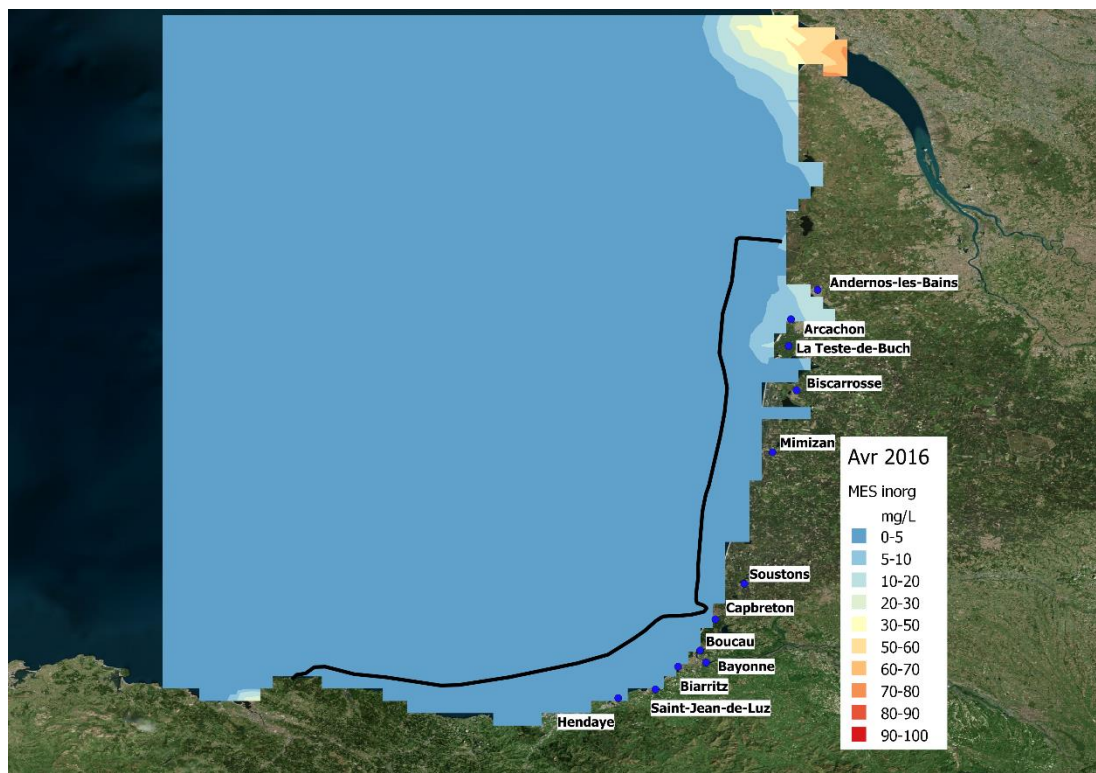 Andernos-les-Bains
Arcachon
La Teste-de-Buch
Biscarrosse
Mimizan
Avr 2016
MES inorg
mg/L
0-5
5-10
10-20
20-30
30-50
50-60
60-70
70-80
80-90
90-100
Soustons
Capbreton
Boucau
Bayonne
Biarritz
Saint-Jean-de-Luz
Hendaye